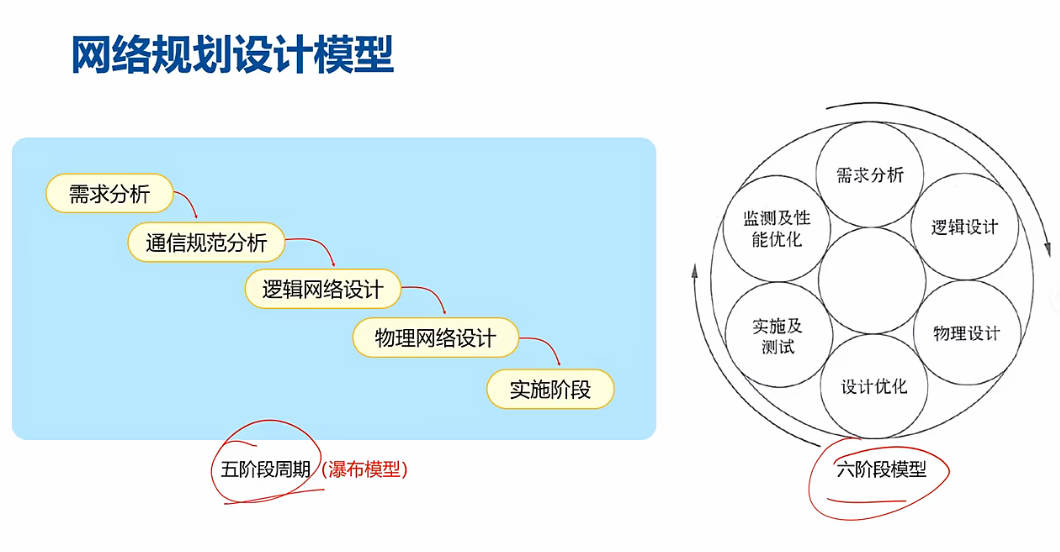 网络规划设计模型
需求分析
通信规范分析
逻辑网络设计
物理网络设计
实施阶段
五阶段周期 (瀑布模型)
需求分析
逻辑设计
物理设计
设计优化
实施及
测试
监测及性
能优化
六阶段模型